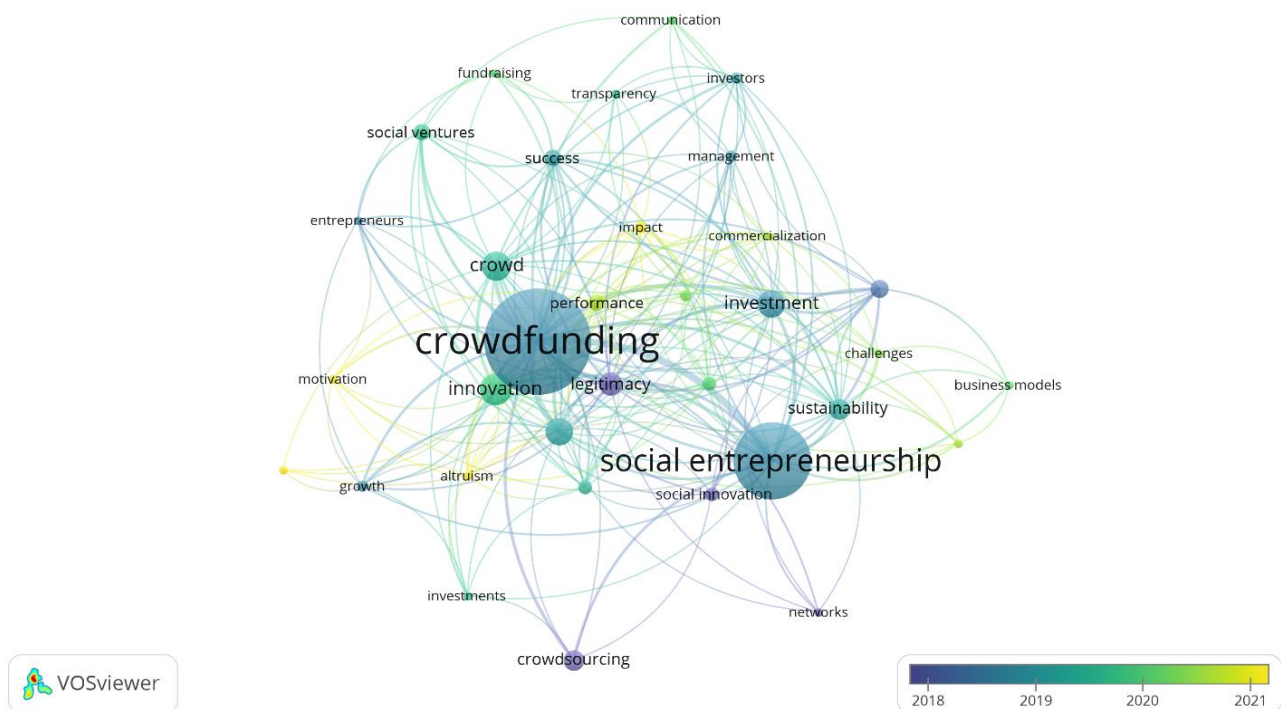 communication
fundraising
investors
transparency
social ventures
success
management
entrepreneurs
impact
commercialization
crowd
performance
investment
crowdfunding
challenges
motivation
innovation
legitimacy
business models
sustainability
social entrepreneurship
growth
altruism
social innovation
investments
networks
crowdsourcing
VOSviewer
2018 2019 2020 2021